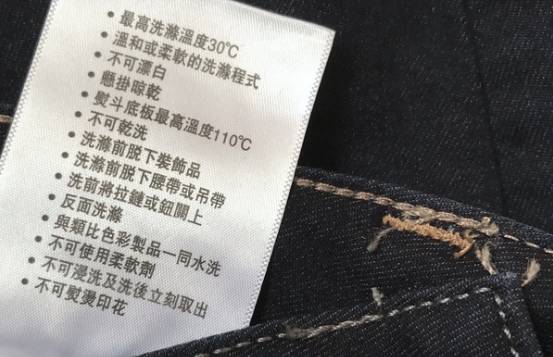 • 最高洗滌溫度30℃
• 溫和或柔軟的洗滌程式
• 不可漂白
• 懸掛晾乾
• 熨斗底板最高溫度110℃
• 不可乾洗
• 洗滌前脫下裝飾品
• 洗滌前脫下腰帶或吊帶
• 洗前將拉鏈或鈕關上
• 反面洗滌
• 與類比色彩製品一同水洗
• 不可使用柔軟劑
• 不可浸洗及洗後立刻取出
• 不可熨燙印花